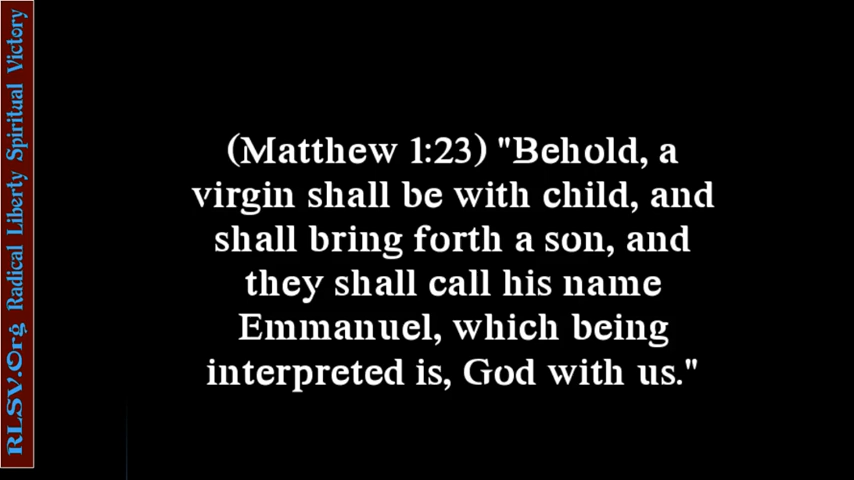 RLSV.Org Radical Liberty Spiritual Victory
(Matthew 1:23) "Behold, a
virgin shall be with child, and
shall bring forth a son, and
they shall call his name
Emmanuel, which being
interpreted is, God with us."